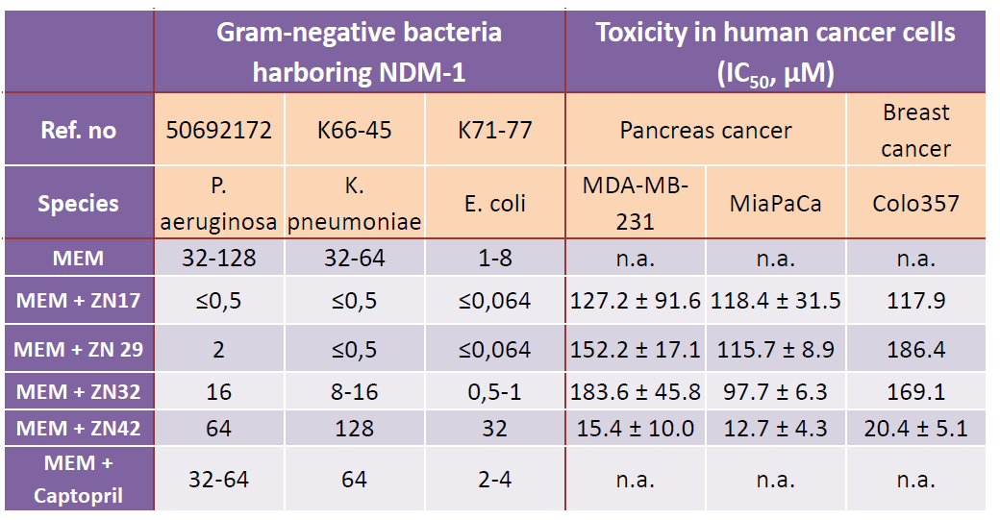 Gram-negative bacteria
harboring NDM-1
Toxicity in human cancer cells
(IC50, µM)
Ref. no
50692172
K66-45
K71-77
Pancreas cancer
Breast
cancer
Species
P.
aeruginosa
K.
pneumoniae
E. coli
MDA-MB-
231
MiaPaCa
Colo357
MEM
32-128
32-64
1-8
n.a.
n.a.
n.a.
MEM + ZN17
≤0,5
≤0,5
≤0,064
127.2 ± 91.6
118.4 ± 31.5
117.9
MEM + ZN 29
2
≤0,5
≤0,064
152.2 ± 17.1
115.7 ± 8.9
186.4
MEM + ZN32
16
8-16
0,5-1
183.6 ± 45.8
97.7 ± 6.3
169.1
MEM + ZN42
64
128
32
15.4 ± 10.0
12.7 ± 4.3
20.4 ± 5.1
MEM +
Captopril
32-64
64
2-4
n.a.
n.a.
n.a.